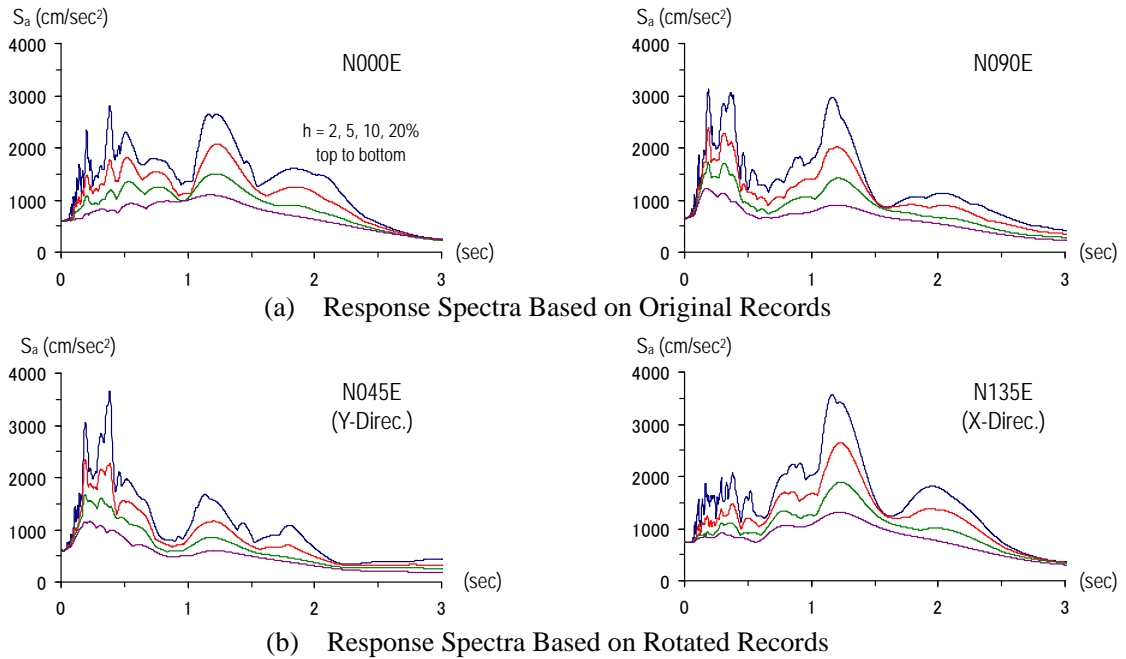 Sa (cm/sec²)
4000
3000
2000
1000
0
0
1
2
3
(sec)
N000E
h = 2, 5, 10, 20%
top to bottom
Sa (cm/sec²)
4000
3000
2000
1000
0
0
1
2
3
(sec)
N090E
(a) Response Spectra Based on Original Records
Sa (cm/sec²)
4000
3000
2000
1000
0
0
1
2
3
(sec)
N045E
(Y-Direc.)
Sa (cm/sec²)
4000
3000
2000
1000
0
0
1
2
3
(sec)
N135E
(X-Direc.)
(b) Response Spectra Based on Rotated Records